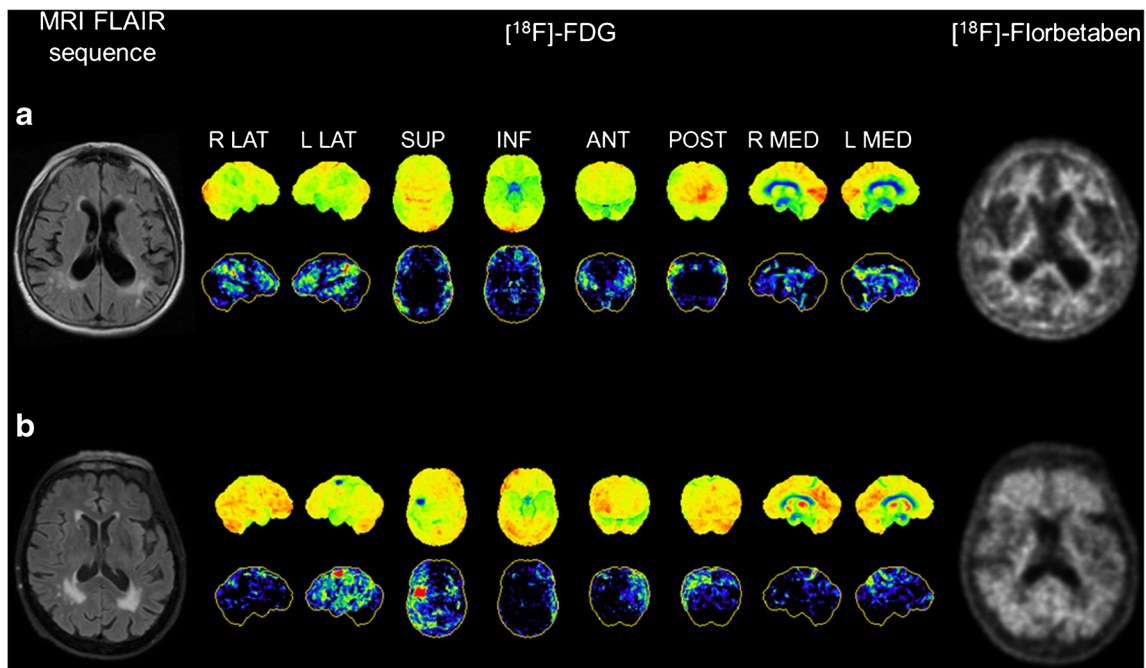 MRI FLAIR
sequence
[¹⁸F]-FDG
[¹⁸F]-Florbetaben
a
R LAT L LAT SUP INF ANT POST R MED L MED
b